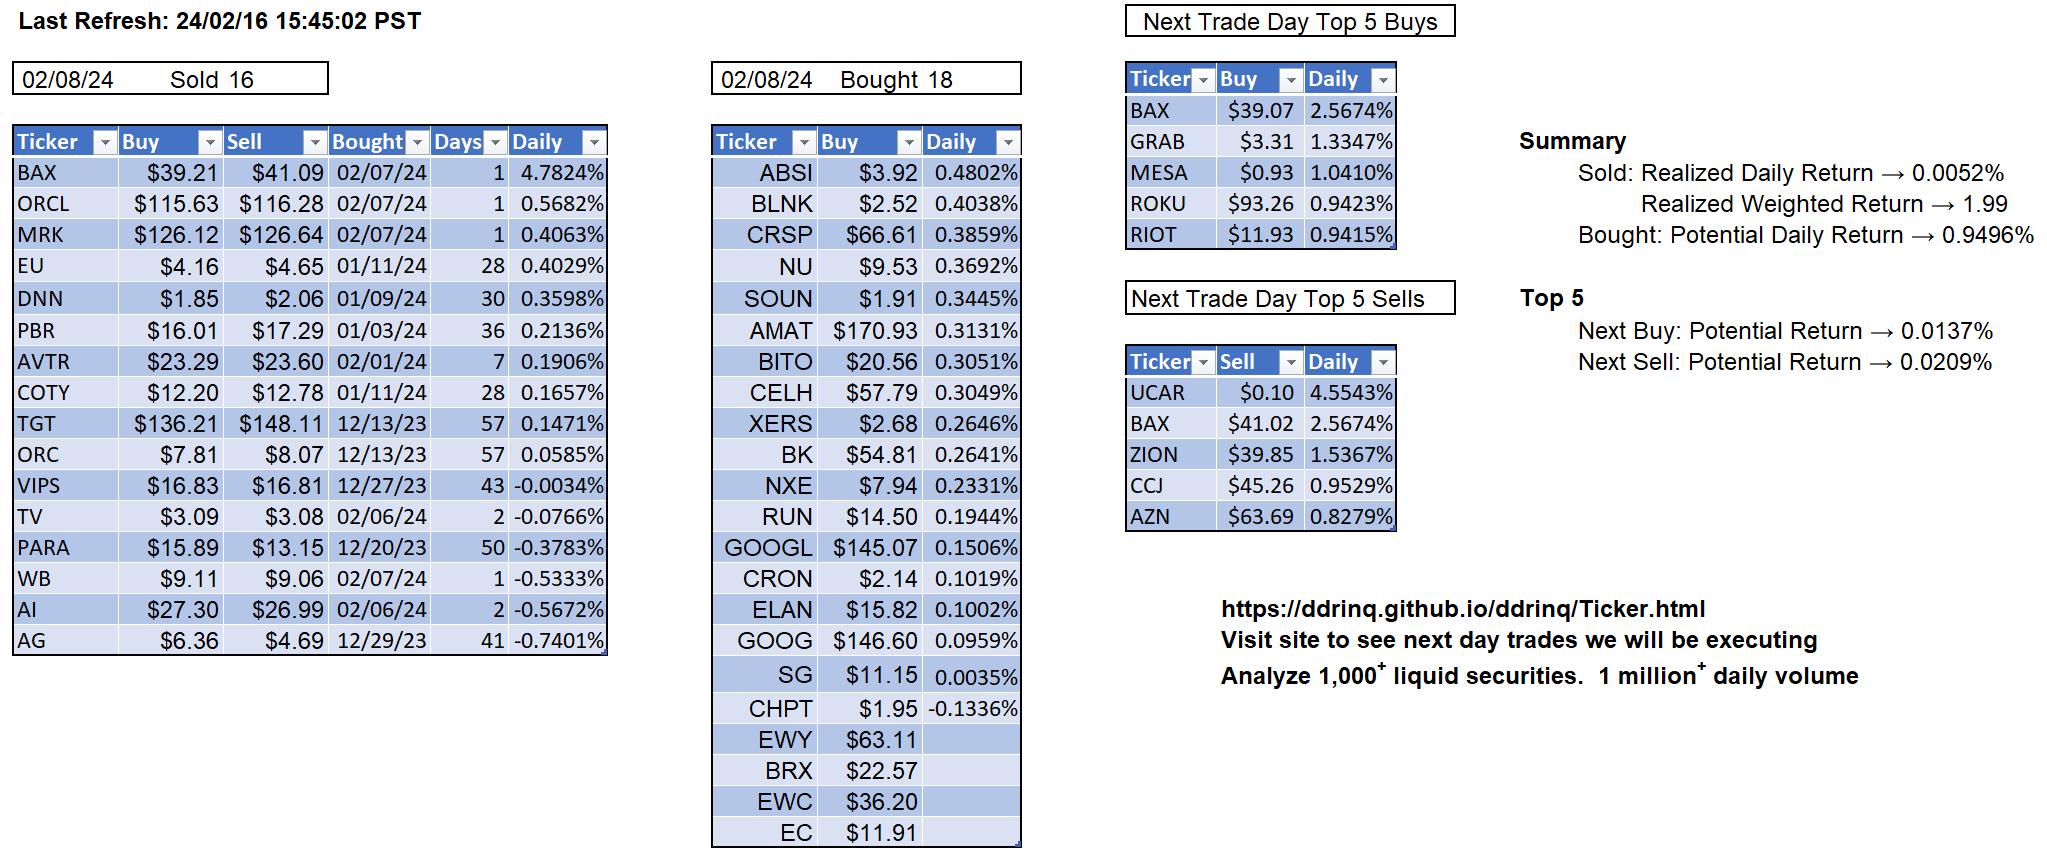 Last Refresh: 24/02/16 15:45:02 PST
02/08/24 Sold 16
Ticker Buy Sell Bought Days Daily
BAX $39.21 $41.09 02/07/24 1 4.7824%
ORCL $115.63 $116.28 02/07/24 1 0.5682%
MRK $126.12 $126.64 02/07/24 1 0.4063%
EU $4.16 $4.65 01/11/24 28 0.4029%
DNN $1.85 $2.06 01/09/24 30 0.3598%
PBR $16.01 $17.29 01/03/24 36 0.2136%
AVTR $23.29 $23.60 02/01/24 7 0.1906%
COTY $12.20 $12.78 01/11/24 28 0.1657%
TGT $136.21 $148.11 12/13/23 57 0.1471%
ORC $7.81 $8.07 12/13/23 57 0.0585%
VIPS $16.83 $16.81 12/27/23 43 -0.0034%
TV $3.09 $3.08 02/06/24 2 -0.0766%
PARA $15.89 $13.15 12/20/23 50 -0.3783%
WB $9.11 $9.06 02/07/24 1 -0.5333%
AI $27.30 $26.99 02/06/24 2 -0.5672%
AG $6.36 $4.69 12/29/23 41 -0.7401%
02/08/24 Bought 18
Ticker Buy Daily
ABSI $3.92 0.4802%
BLNK $2.52 0.4038%
CRSP $66.61 0.3859%
NU $9.53 0.3692%
SOUN $1.91 0.3445%
AMAT $170.93 0.3131%
BITO $20.56 0.3051%
CELH $57.79 0.3049%
XERS $2.68 0.2646%
BK $54.81 0.2641%
NXE $7.94 0.2331%
RUN $14.50 0.1944%
GOOGL $145.07 0.1506%
CRON $2.14 0.1019%
ELAN $15.82 0.1002%
GOOG $146.60 0.0959%
SG $11.15 0.0035%
CHPT $1.95 -0.1336%
EWY $63.11
BRX $22.57
EWC $36.20
EC $11.91
Next Trade Day Top 5 Buys
Ticker Buy Daily
BAX $39.07 2.5674%
GRAB $3.31 1.3347%
MESA $0.93 1.0410%
ROKU $93.26 0.9423%
RIOT $11.93 0.9415%
Next Trade Day Top 5 Sells
Ticker Sell Daily
UCAR $0.10 4.5543%
BAX $41.02 2.5674%
ZION $39.85 1.5367%
CCJ $45.26 0.9529%
AZN $63.69 0.8279%
Summary
Sold: Realized Daily Return → 0.0052%
Realized Weighted Return → 1.99
Bought: Potential Daily Return → 0.9496%
Top 5
Next Buy: Potential Return → 0.0137%
Next Sell: Potential Return → 0.0209%
https://ddrinq.github.io/ddrinq/Ticker.html
Visit site to see next day trades we will be executing
Analyze 1,000+ liquid securities. 1 million+ daily volume